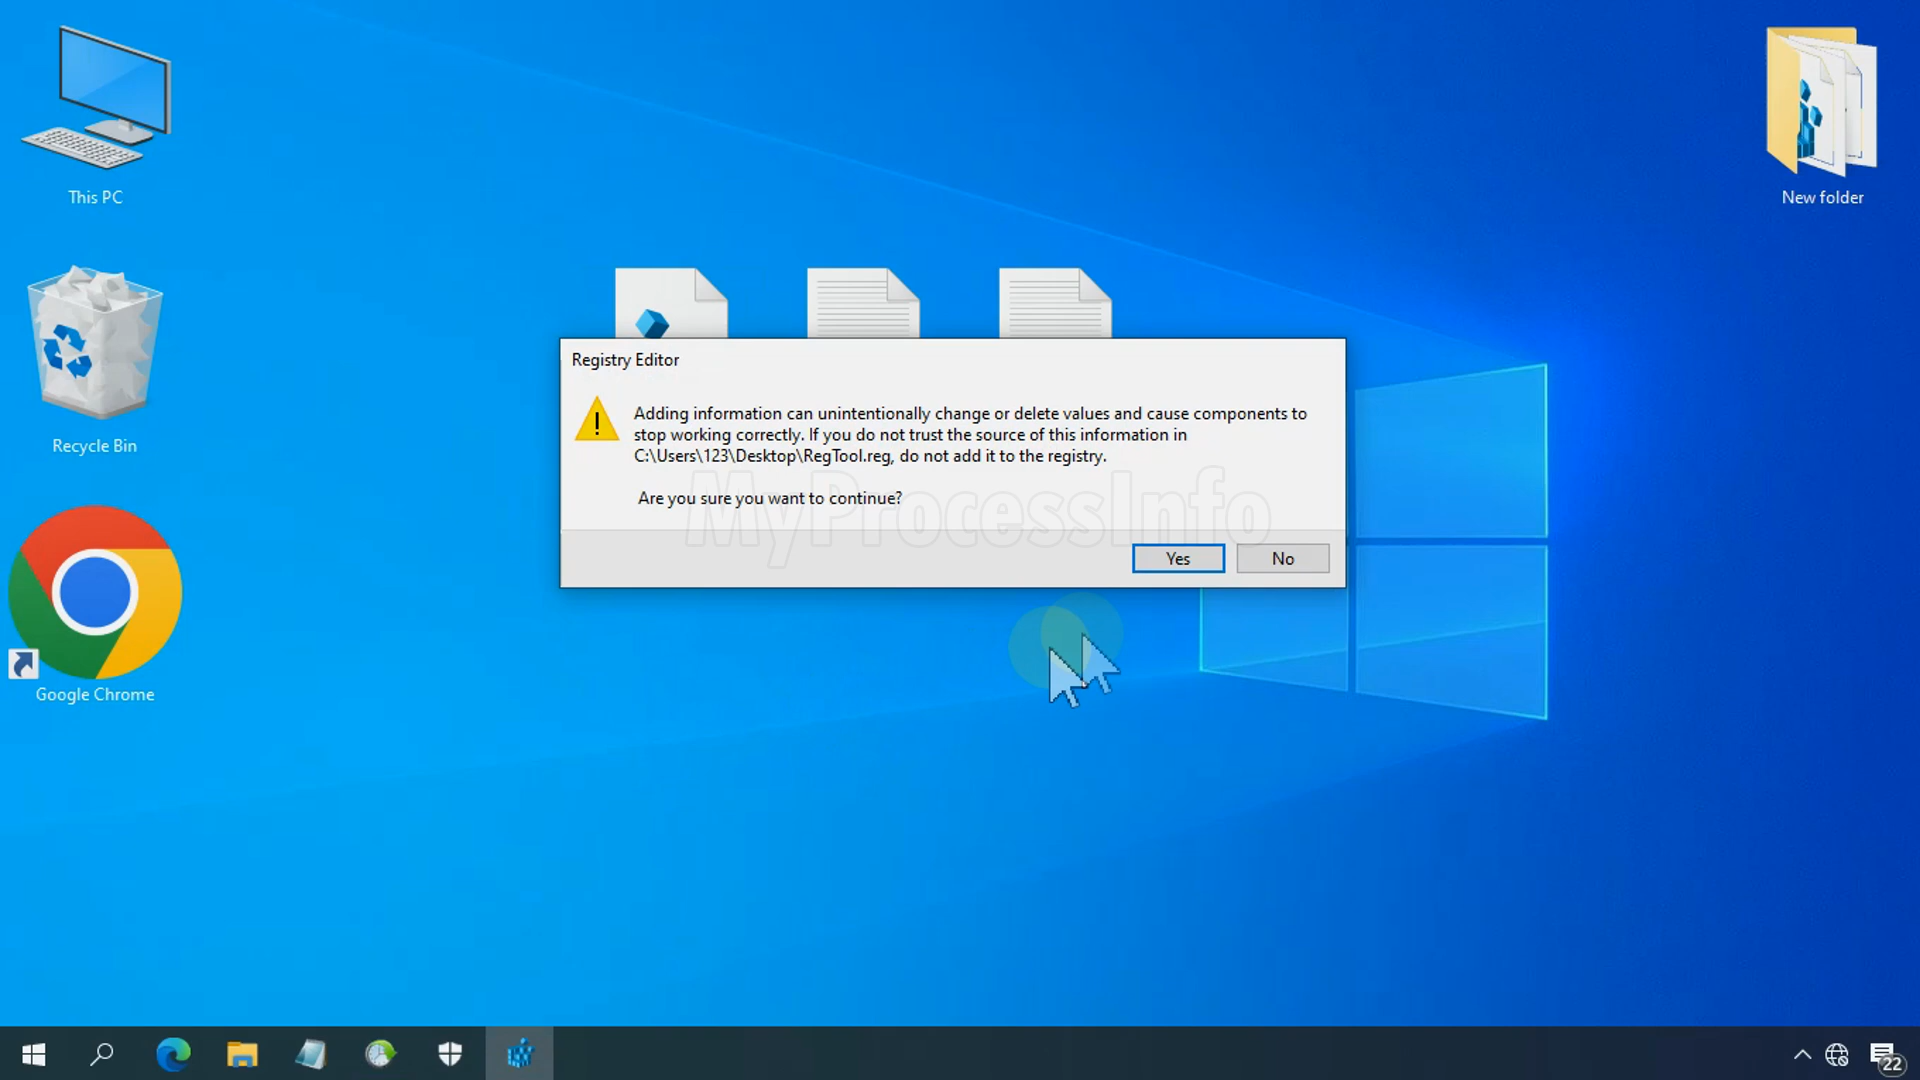 This PC
New folder
Recycle Bin
Registry Editor
Adding information can unintentionally change or delete values and cause components to
stop working correctly. If you do not trust the source of this information in
C:\Users\123\Desktop\RegTool.reg, do not add it to the registry.
Are you sure you want to continue?
MyProcessInfo
Yes
No
Google Chrome
22